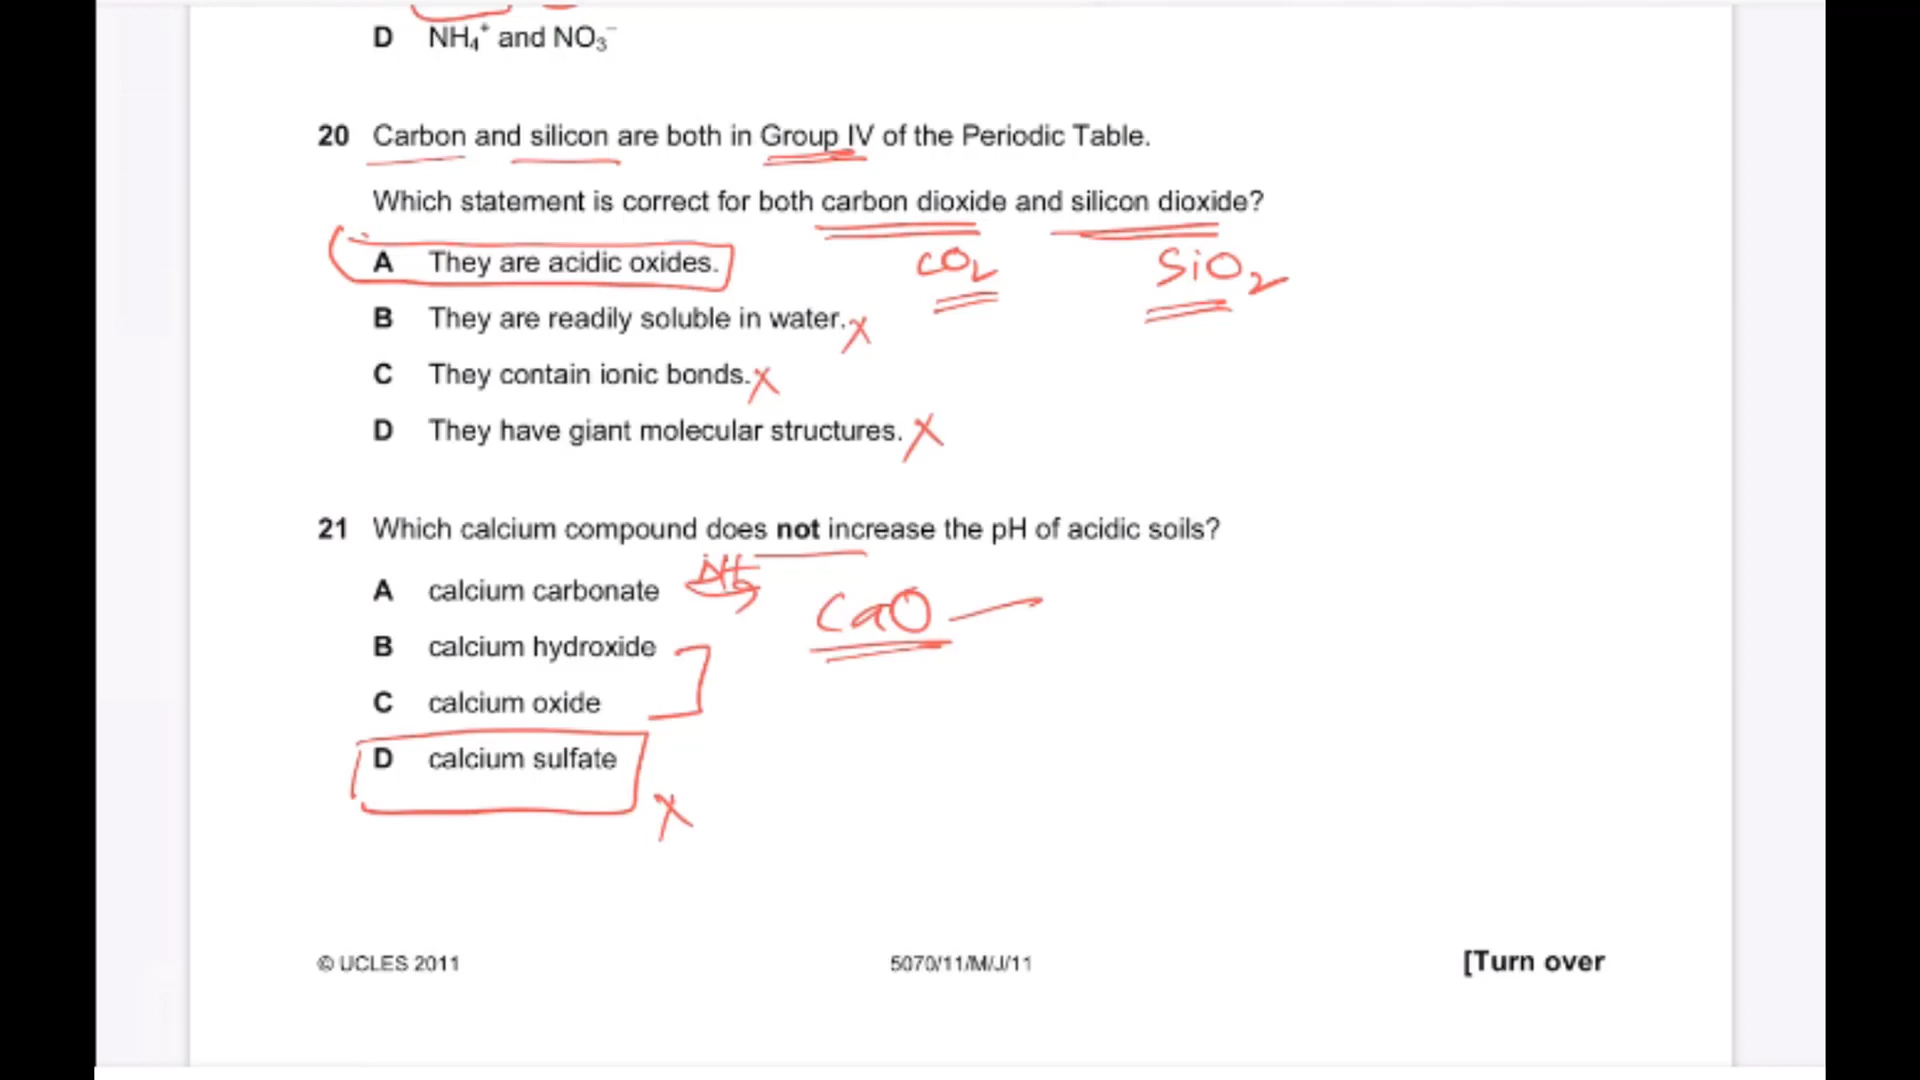 D NH₄⁺ and NO₃⁻
20 Carbon and silicon are both in Group IV of the Periodic Table.
Which statement is correct for both carbon dioxide and silicon dioxide?
A They are acidic oxides.
CO₂ SiO₂
B They are readily soluble in water. X
C They contain ionic bonds. X
D They have giant molecular structures. X
21 Which calcium compound does not increase the pH of acidic soils?
A calcium carbonate
CaO
B calcium hydroxide
C calcium oxide
D calcium sulfate
X
© UCLES 2011 5070/11/M/J/11 [Turn over